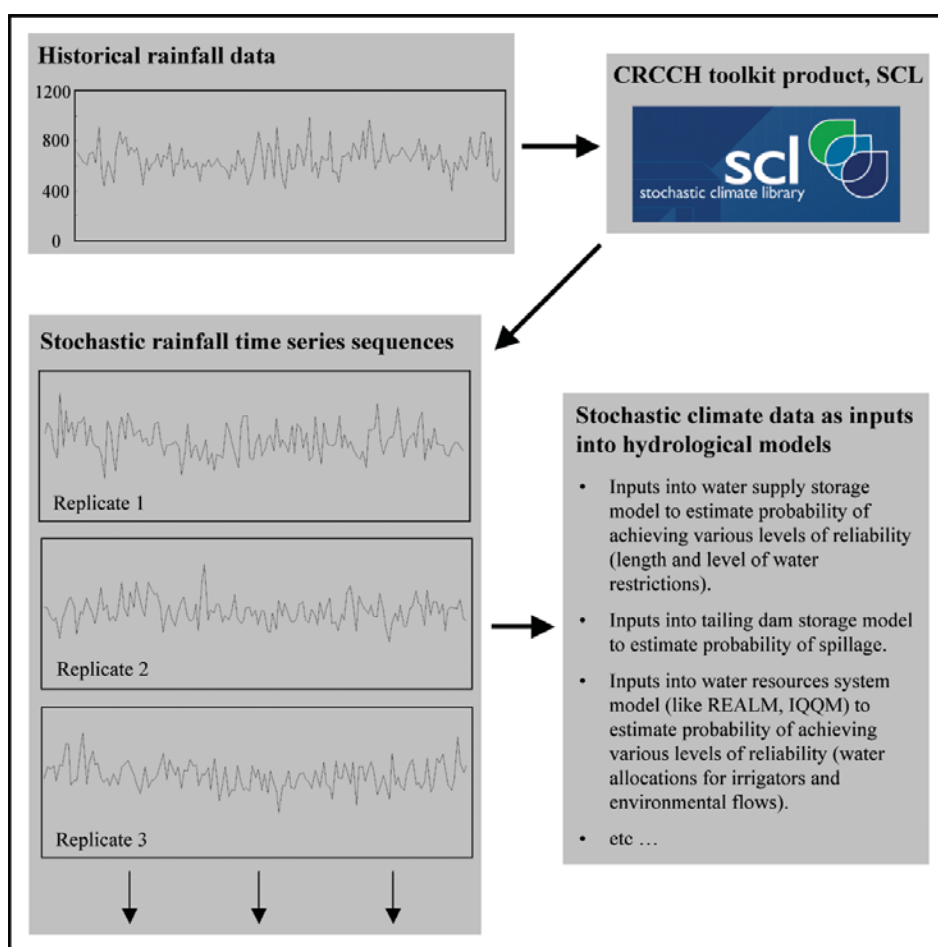 Historical rainfall data
1200
800
400
0
CRCCH toolkit product, SCL
scl
stochastic climate library
Stochastic rainfall time series sequences
Replicate 1
Replicate 2
Replicate 3
Stochastic climate data as inputs
into hydrological models
• Inputs into water supply storage
model to estimate probability of
achieving various levels of reliability
(length and level of water
restrictions).
• Inputs into tailing dam storage model
to estimate probability of spillage.
• Inputs into water resources system
model (like REALM, IQQM) to
estimate probability of achieving
various levels of reliability (water
allocations for irrigators and
environmental flows).
• etc …